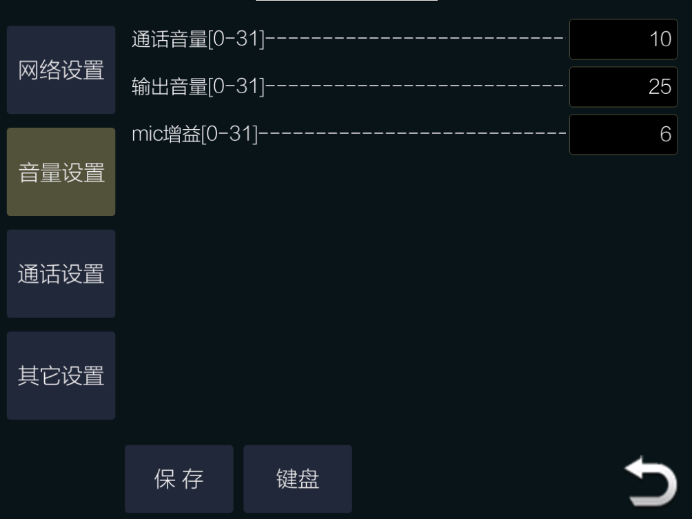 网络设置
音量设置
通话设置
其它设置
通话音量[0-31]-------------------------- 10
输出音量[0-31]-------------------------- 25
mic增益[0-31]-------------------------- 6
保 存
键盘